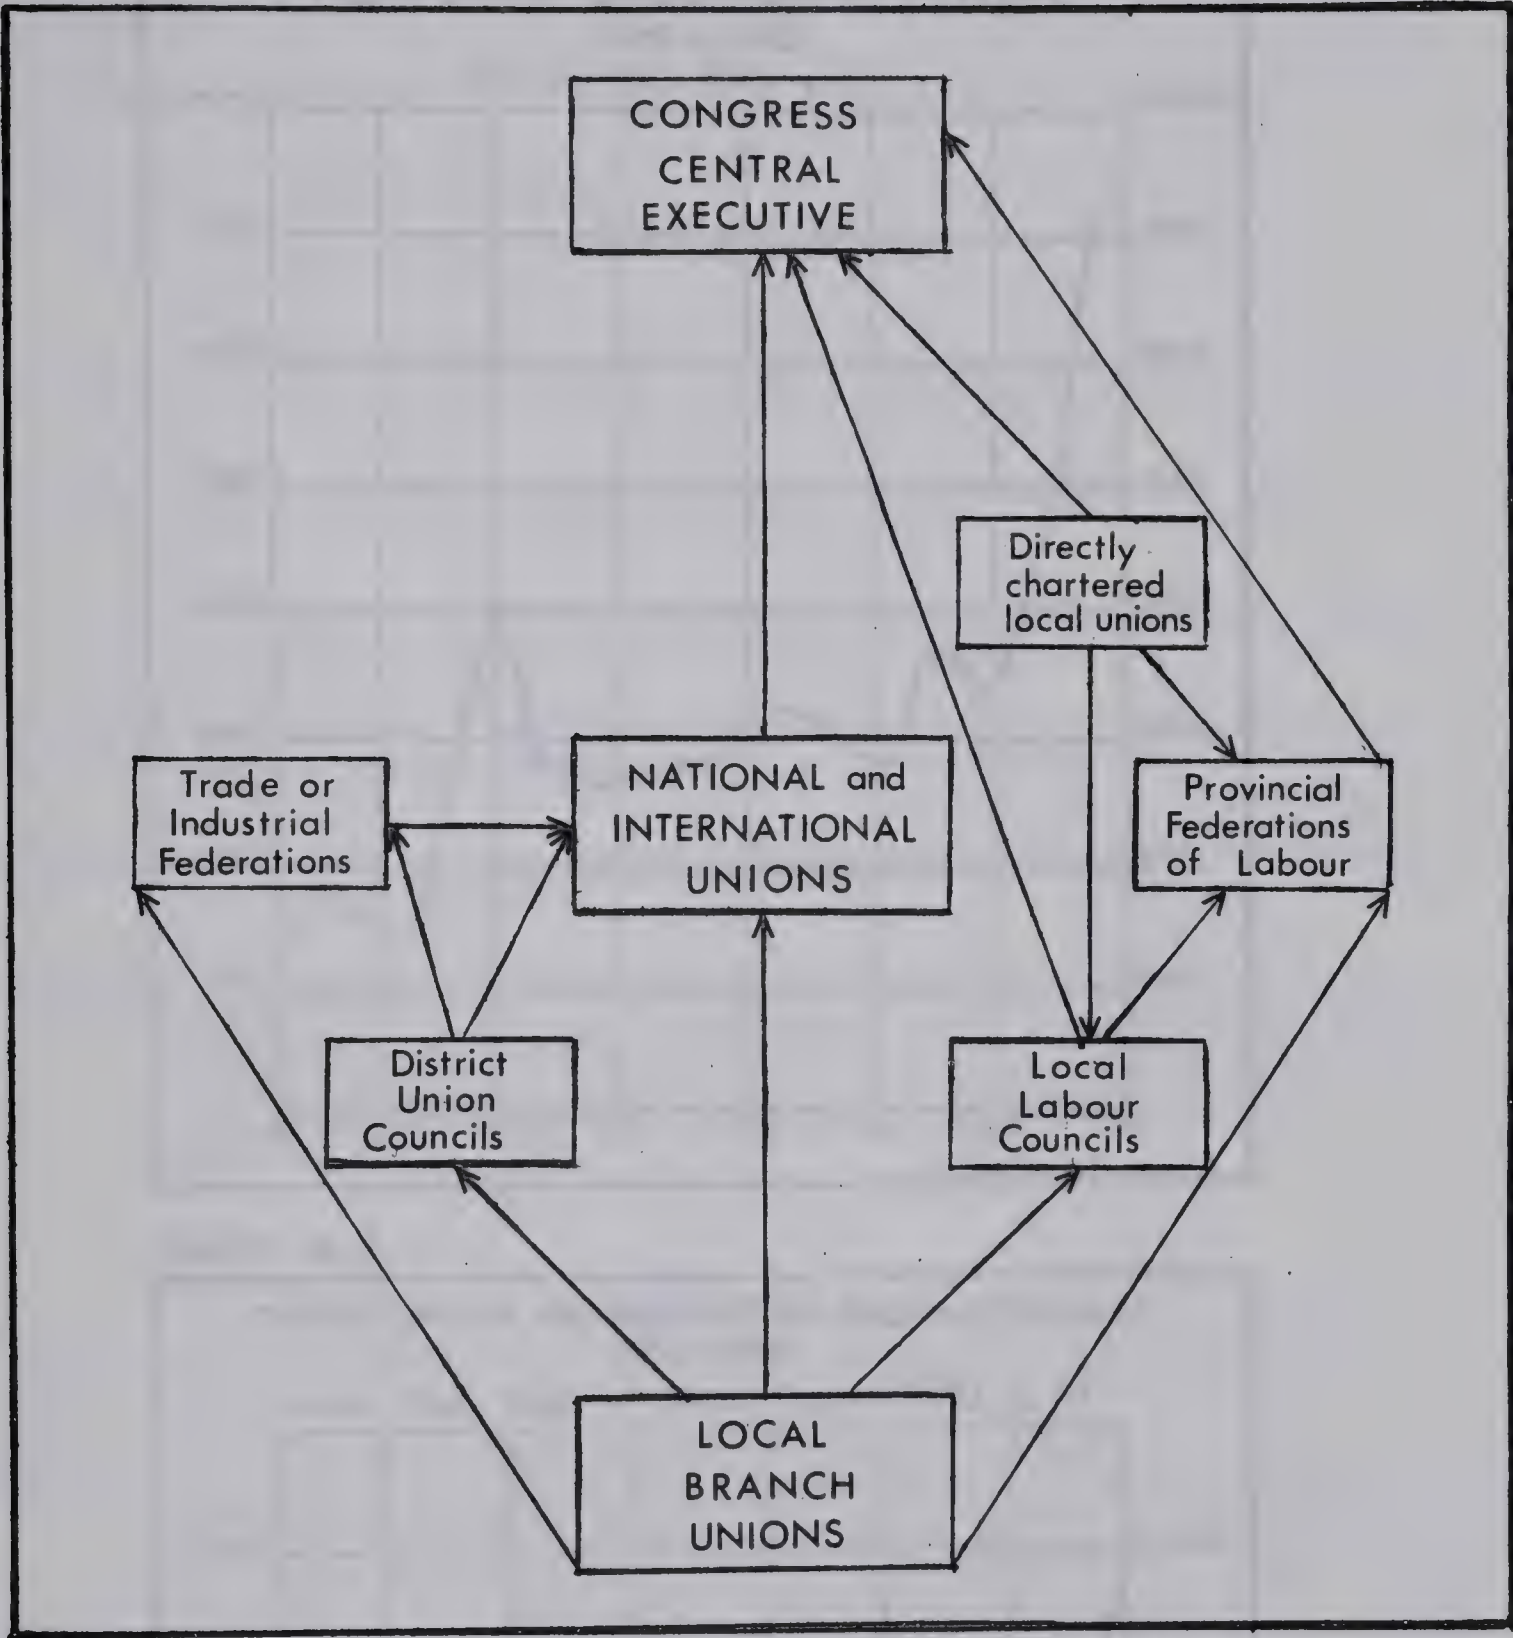 CONGRESS
CENTRAL
EXECUTIVE
Directly
chartered
local unions
Trade or
Industrial
Federations
NATIONAL and
INTERNATIONAL
UNIONS
Provincial
Federations
of Labour
District
Union
Councils
Local
Labour
Councils
LOCAL
BRANCH
UNIONS